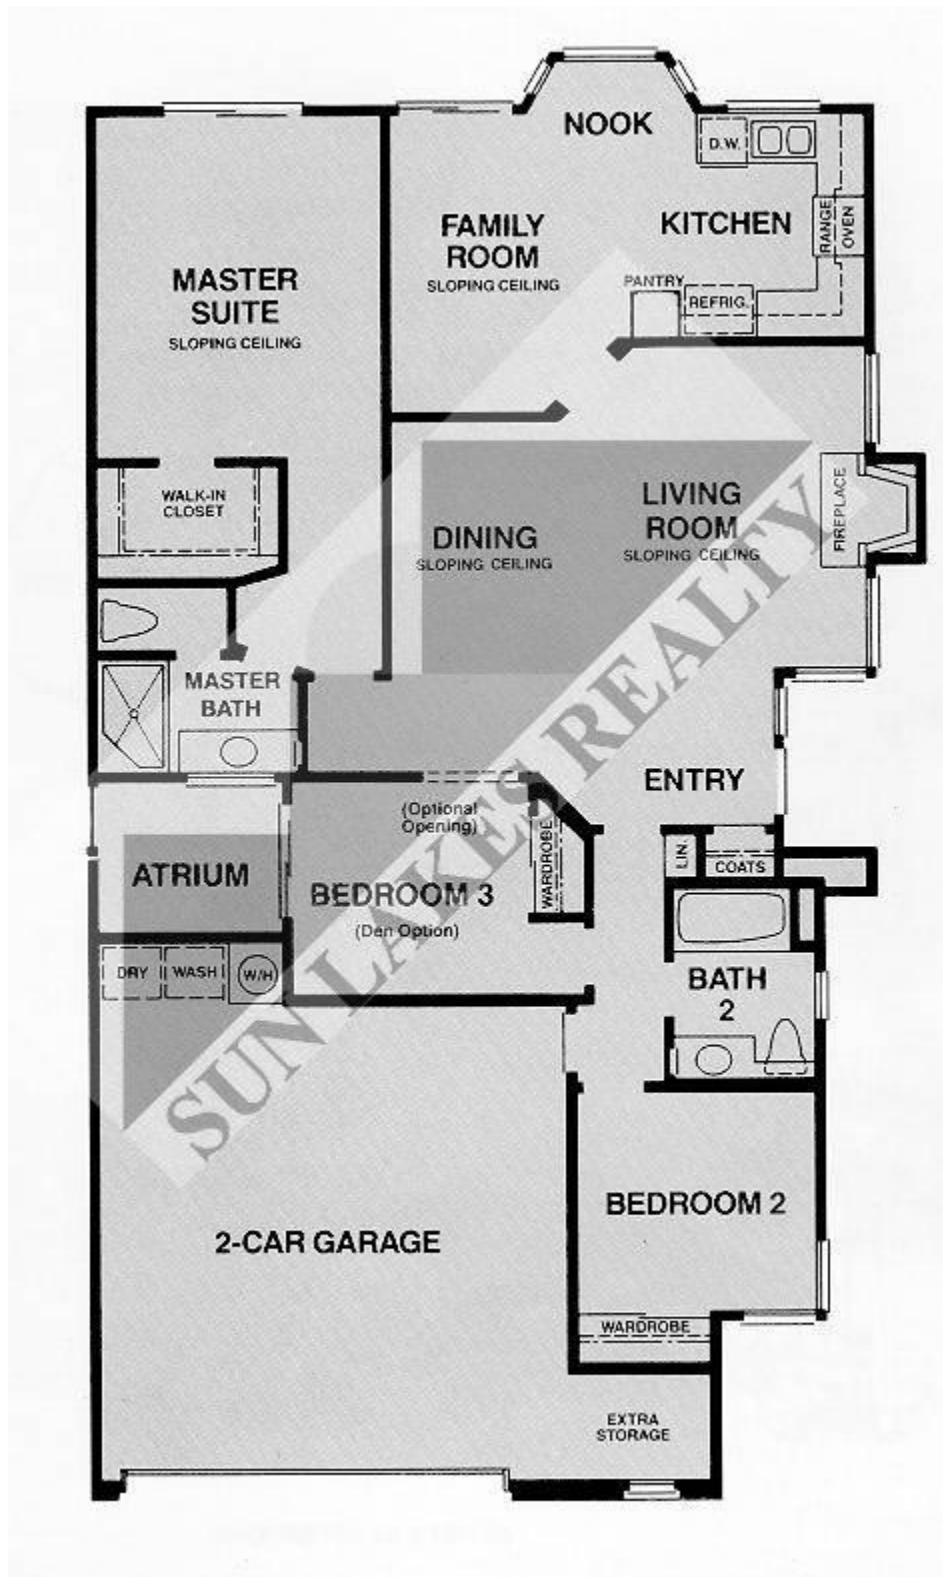 NOOK
D.W.
FAMILY
ROOM
SLOPING CEILING
KITCHEN
RANGE
OVEN
PANTRY
REFRIG.
MASTER
SUITE
SLOPING CEILING
WALK-IN
CLOSET
DINING
SLOPING CEILING
LIVING
ROOM
SLOPING CEILING
FIREPLACE
MASTER
BATH
ENTRY
(Optional
Opening)
WARDROBE
LIN.
COATS
ATRIUM
BEDROOM 3
(Den Option)
DRY
WASH
W/H
BATH
2
SUN LAKES REALTY
BEDROOM 2
2-CAR GARAGE
WARDROBE
EXTRA
STORAGE